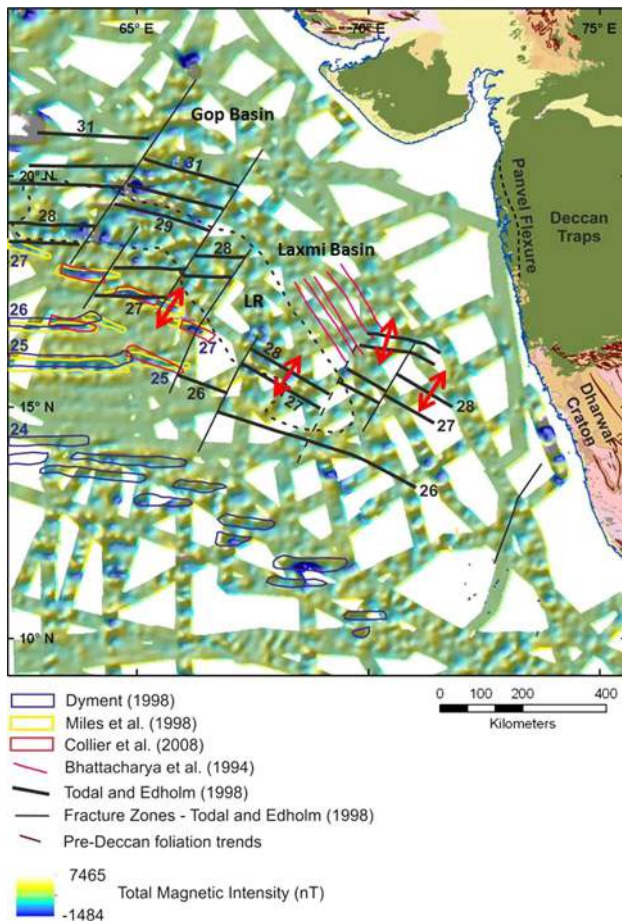 65° E
70° E
75° E
Gop Basin
31
31
20° N
28
29
28
27
Laxmi Basin
Panvel Flexure
Deccan
Traps
LR
26
27
27
28
25
25
26
27
28
27
15° N
24
26
Dharwar
Craton
10° N
Dyment (1998)
Miles et al. (1998)
Collier et al. (2008)
Bhattacharya et al. 1994)
Todal and Edholm (1998)
Fracture Zones - Todal and Edholm (1998)
Pre-Deccan foliation trends
0 100 200 400
Kilometers
7465
Total Magnetic Intensity (nT)
-1484